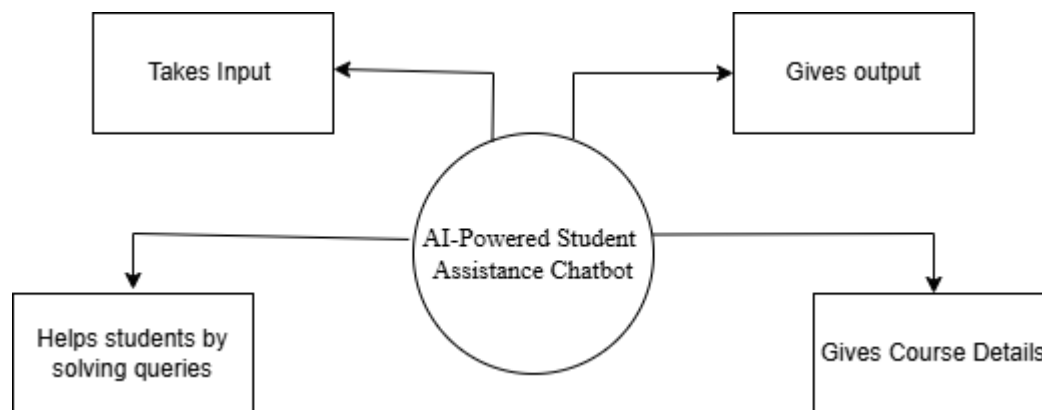 Takes Input
Gives output
AI-Powered Student
Assistance Chatbot
Helps students by
solving queries
Gives Course Details